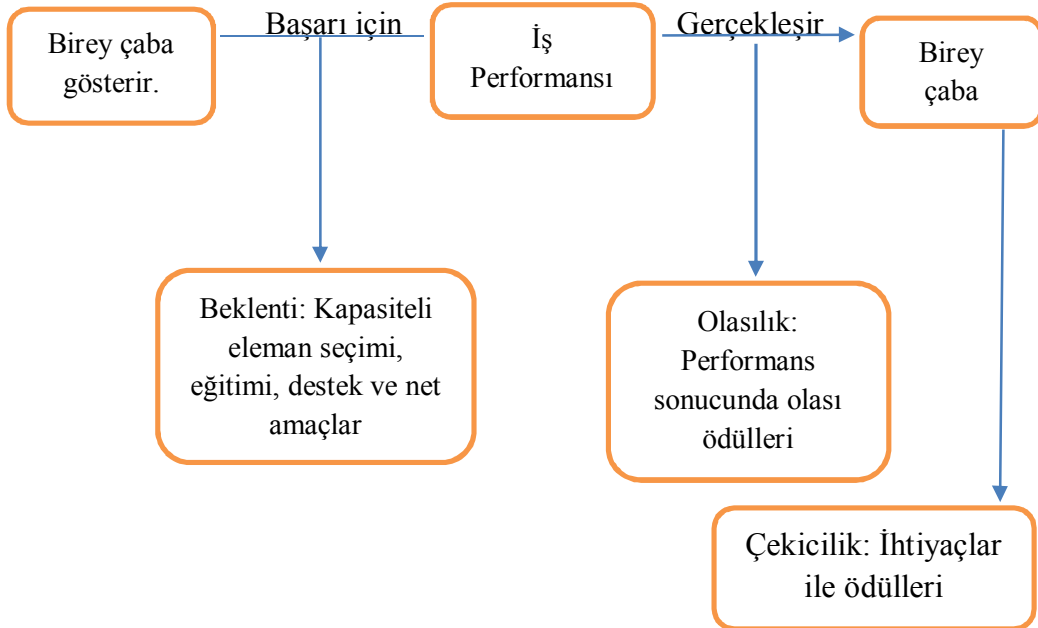 Birey çaba
gösterir.
Başarı için
İş
Performansı
Gerçekleşir
Birey
çaba
Beklenti: Kapasiteli
eleman seçimi,
eğitimi, destek ve net
amaçlar
Olasılık:
Performans
sonucunda olası
ödülleri
Çekicilik: İhtiyaçlar
ile ödülleri